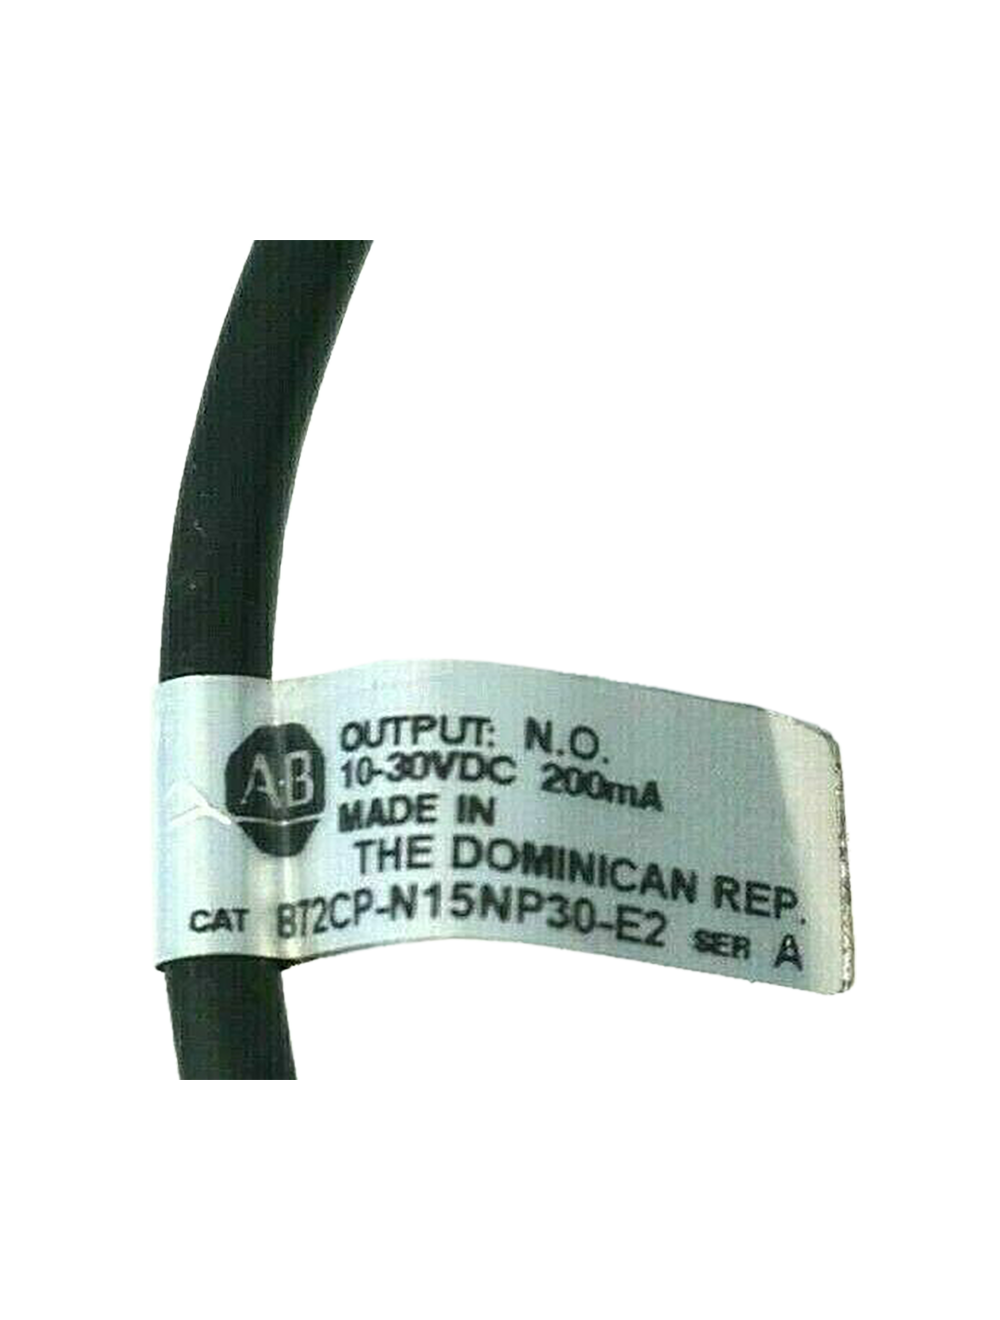 A·B
OUTPUT: N.O.
10-30VDC 200mA
MADE IN
THE DOMINICAN REP.
CAT 872CP-N15NP30-E2 SER A